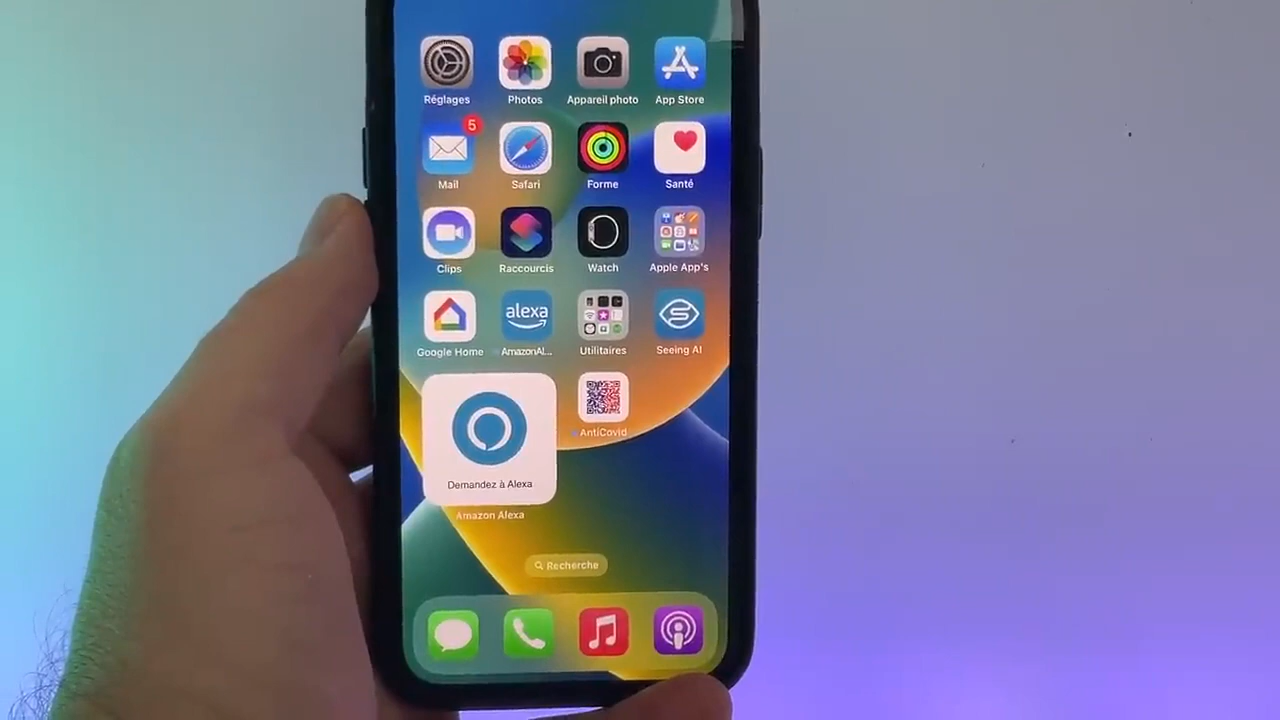 Réglages
Photos
Appareil photo
App Store
5
Mail
Safari
Forme
Santé
Clips
Raccourcis
Watch
Apple App's
alexa
Google Home
AmazonAl...
Utilitaires
Seeing AI
Demandez à Alexa
AntiCovid
Amazon Alexa
Recherche